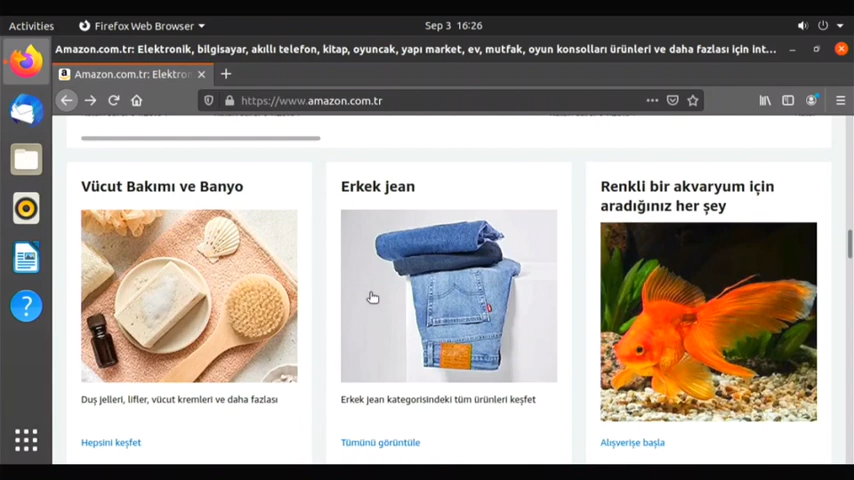 Activities
Firefox Web Browser
Sep 3 16:26
Amazon.com.tr: Elektronik, bilgisayar, akıllı telefon, kitap, oyuncak, yapı market, ev, mutfak, oyun konsolları ürünleri ve daha fazlası için int…
Amazon.com.tr: Elektron
https://www.amazon.com.tr
Vücut Bakımı ve Banyo
Erkek jean
Renkli bir akvaryum için
aradığınız her şey
Duş jelleri, lifler, vücut kremleri ve daha fazlası
Erkek jean kategorisindeki tüm ürünleri keşfet
Hepsini keşfet
Tümünü görüntüle
Alışverişe başla